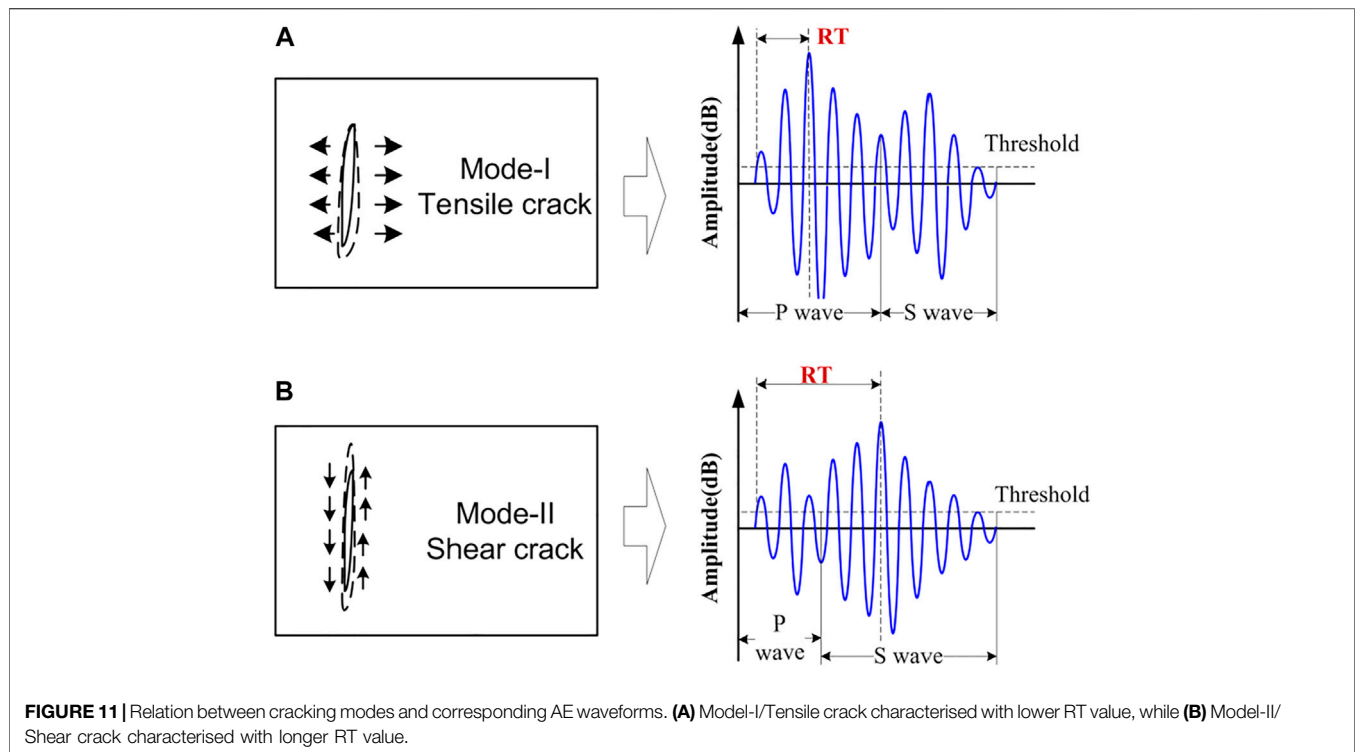 A
RT
Mode-I
Tensile crack
Amplitude(dB)
Threshold
P wave
S wave
B
RT
Mode-II
Shear crack
Amplitude(dB)
Threshold
P
wave
S wave
FIGURE 11 | Relation between cracking modes and corresponding AE waveforms. (A) Model-I/Tensile crack characterised with lower RT value, while (B) Model-II/
Shear crack characterised with longer RT value.